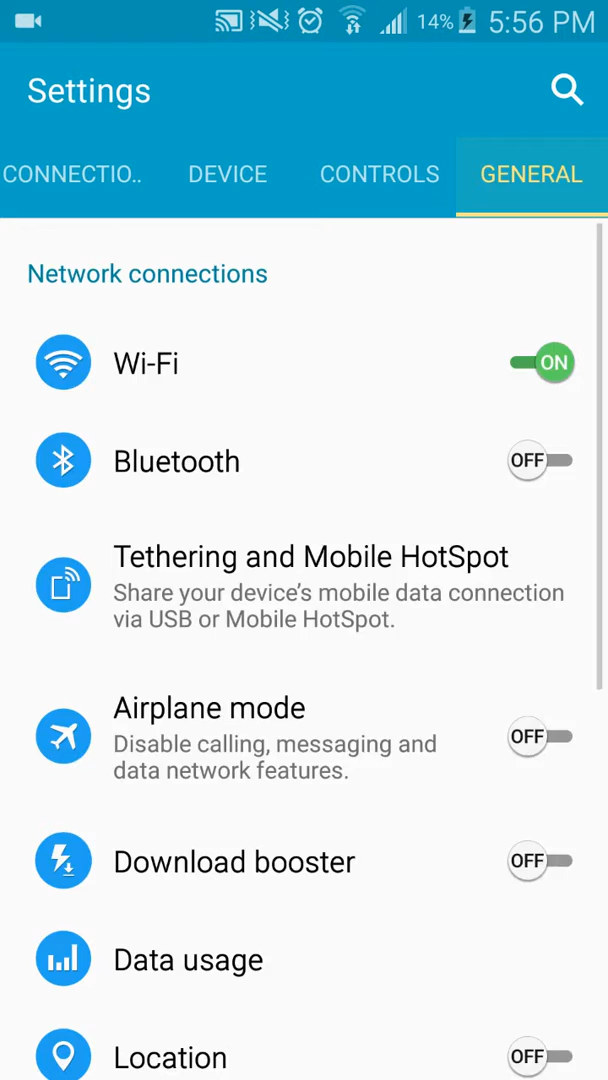 14% 5:56 PM
Settings
CONNECTIO.. DEVICE CONTROLS GENERAL
Network connections
Wi-Fi ON
Bluetooth OFF
Tethering and Mobile HotSpot
Share your device’s mobile data connection
via USB or Mobile HotSpot.
Airplane mode
Disable calling, messaging and
data network features.
OFF
Download booster OFF
Data usage
Location OFF